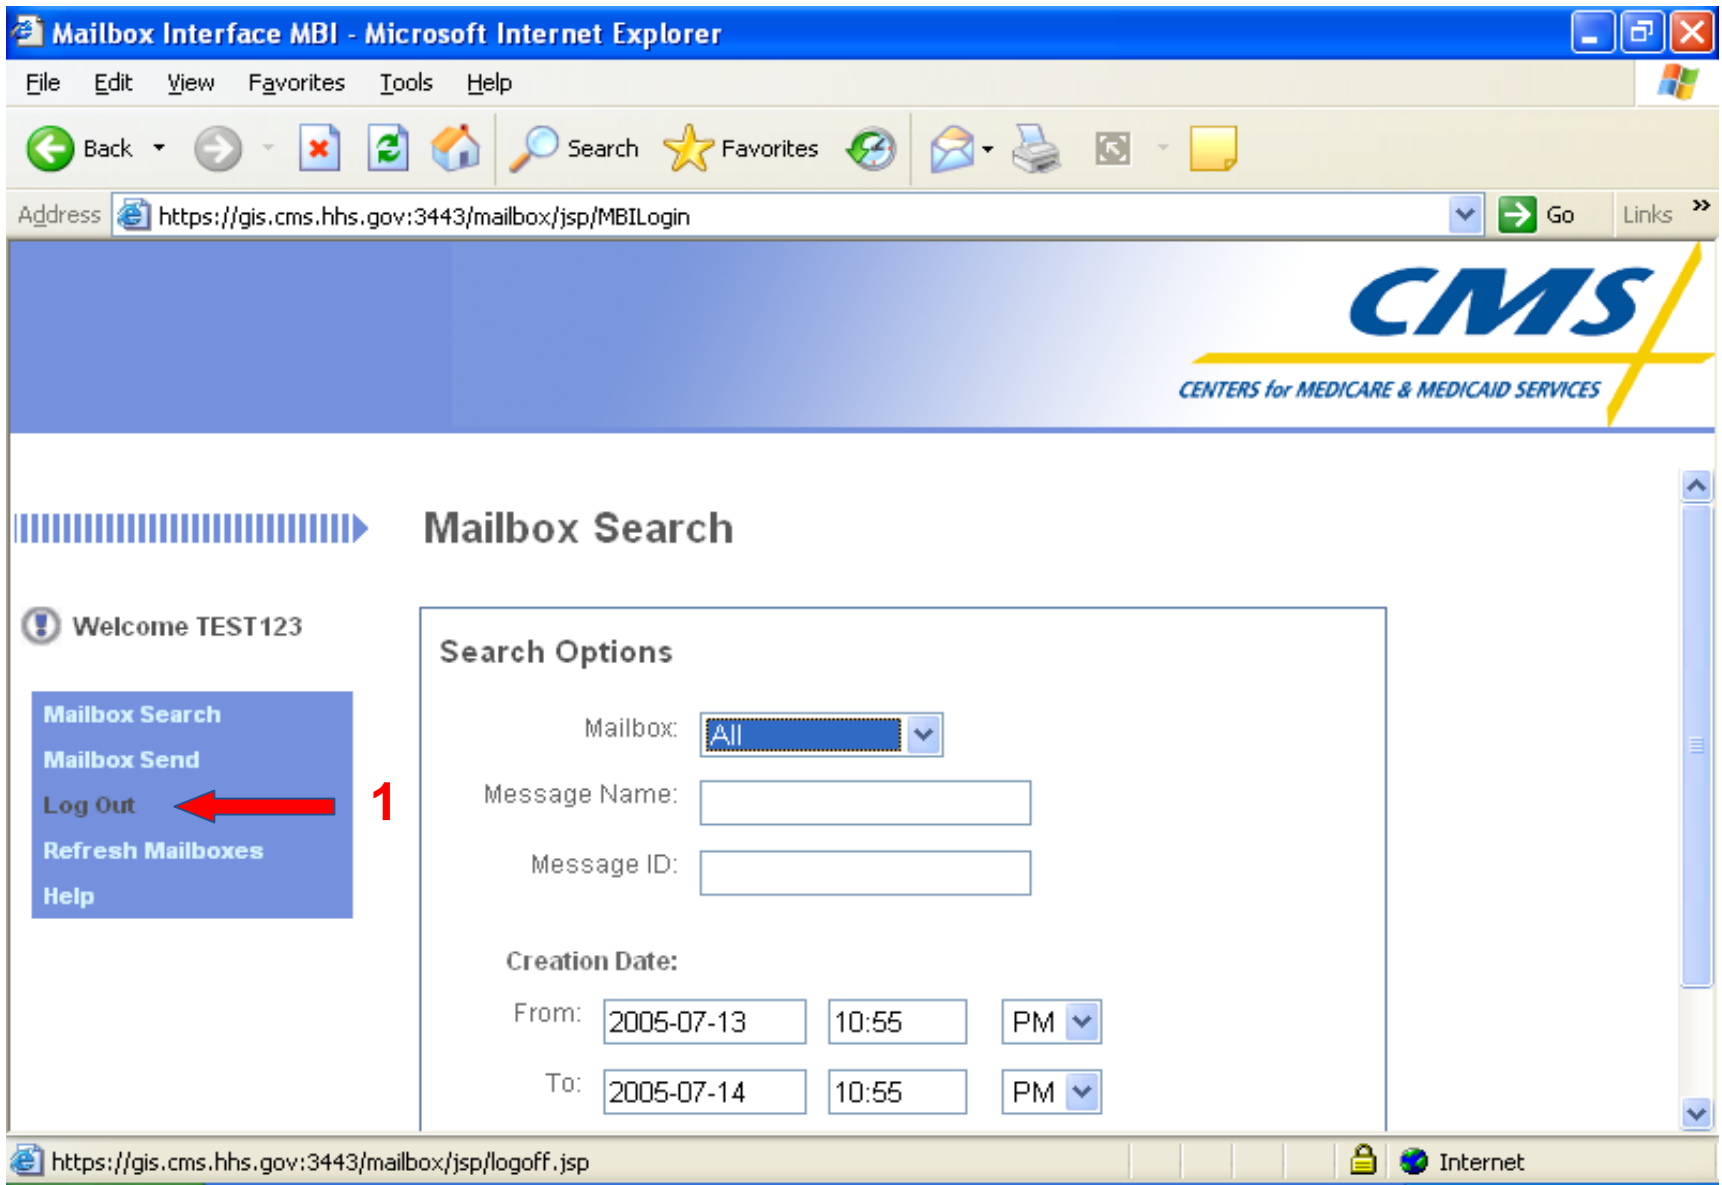 Mailbox Interface MBI - Microsoft Internet Explorer
File Edit View Favorites Tools Help
Back Search Favorites
Address https://gis.cms.hhs.gov:3443/mailbox/jsp/MBILogin Go Links »
CMS
CENTERS for MEDICARE & MEDICAID SERVICES
Mailbox Search
Welcome TEST123
Mailbox Search
Mailbox Send
Log Out 1
Refresh Mailboxes
Help
Search Options
Mailbox: All
Message Name:
Message ID:
Creation Date:
From: 2005-07-13 10:55 PM
To: 2005-07-14 10:55 PM
https://gis.cms.hhs.gov:3443/mailbox/jsp/logoff.jsp Internet